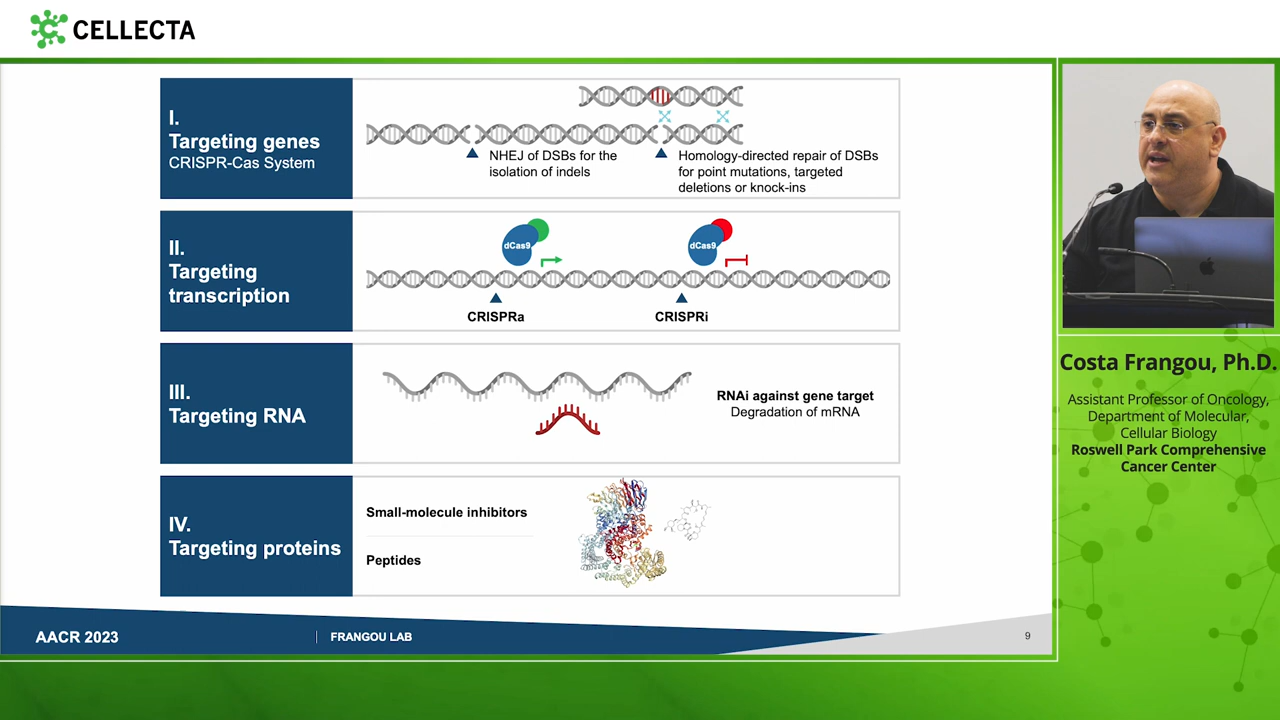 CELLECTA
I.
Targeting genes
CRISPR-Cas System
NHEJ of DSBs for the
isolation of indels
Homology-directed repair of DSBs
for point mutations, targeted
deletions or knock-ins
II.
Targeting
transcription
dCas9
dCas9
CRISPRa
CRISPRi
III.
Targeting RNA
RNAi against gene target
Degradation of mRNA
IV.
Targeting proteins
Small-molecule inhibitors
Peptides
AACR 2023
FRANGOU LAB
9
Costa Frangou, Ph.D.
Assistant Professor of Oncology,
Department of Molecular,
Cellular Biology
Roswell Park Comprehensive
Cancer Center